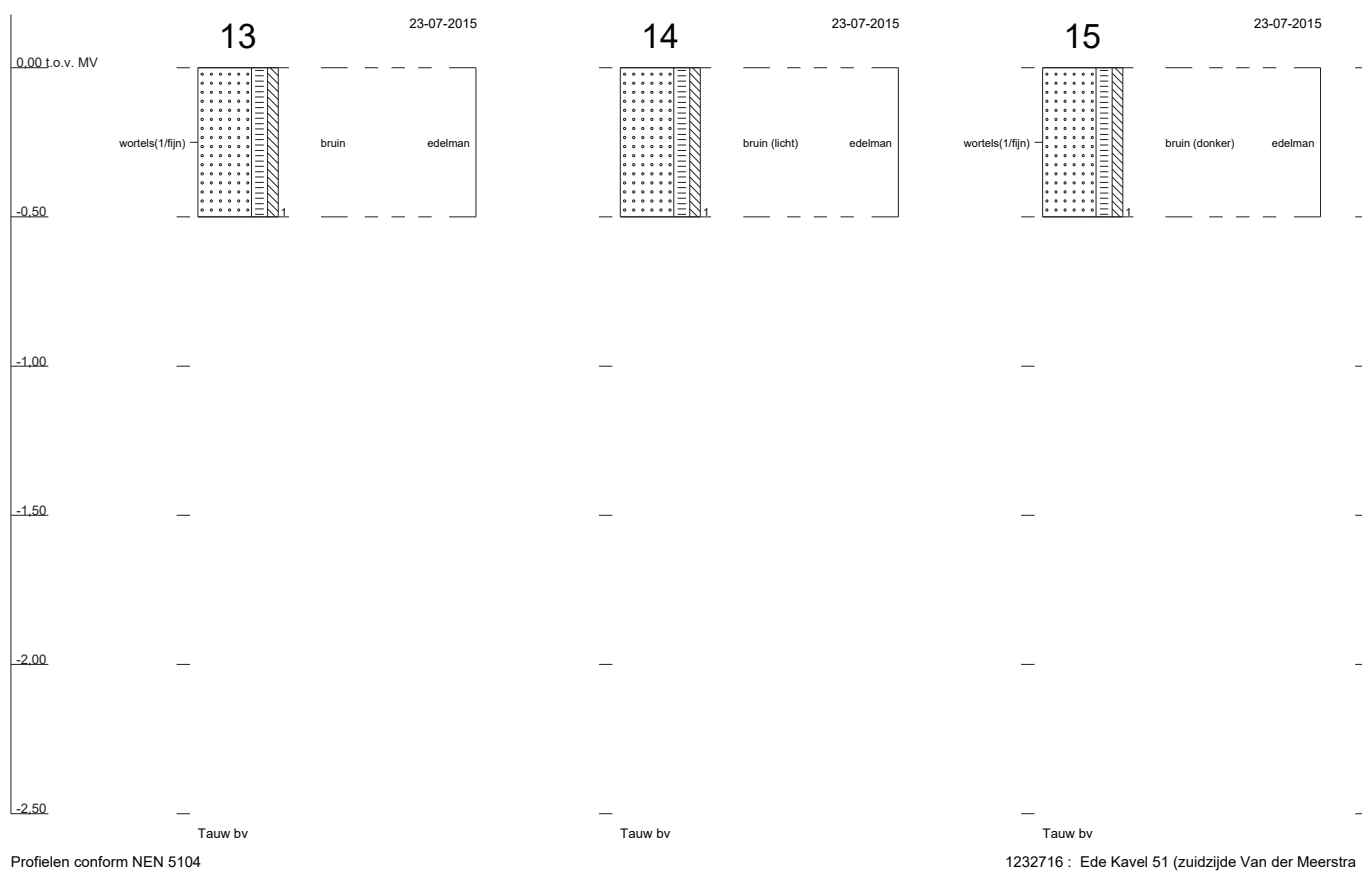 13 23-07-2015 14 23-07-2015 15 23-07-2015
0,00 t.o.v. MV
wortels(1/fijn) bruin edelman bruin (licht) edelman wortels(1/fijn) bruin (donker) edelman
-0,50 1 1 1
-1,00
-1,50
-2,00
-2,50
Tauw bv Tauw bv Tauw bv
Profielen conform NEN 5104 1232716 : Ede Kavel 51 (zuidzijde Van der Meerstra